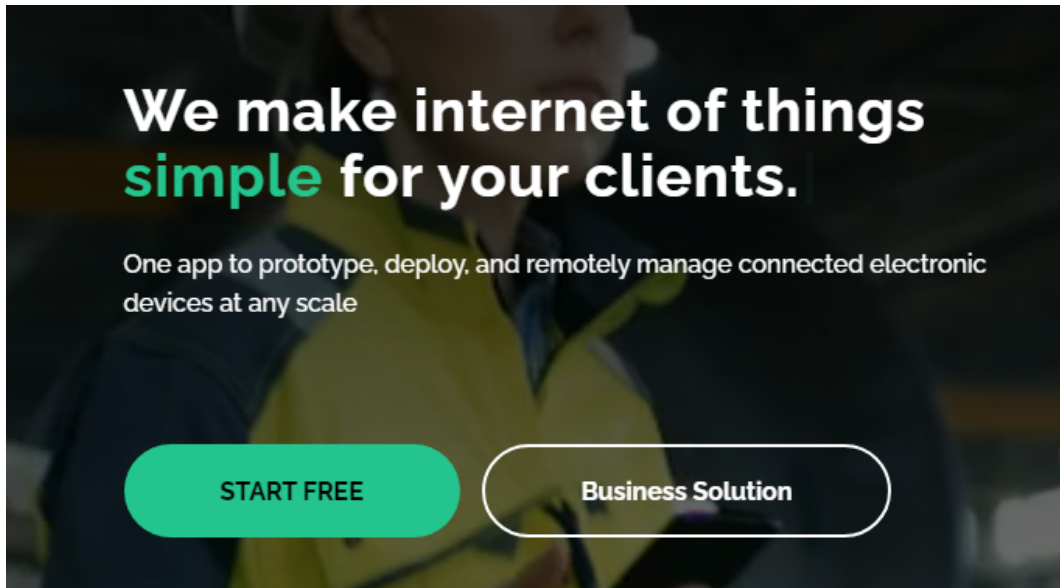 We make internet of things
simple for your clients.
One app to prototype, deploy, and remotely manage connected electronic
devices at any scale
START FREE
Business Solution